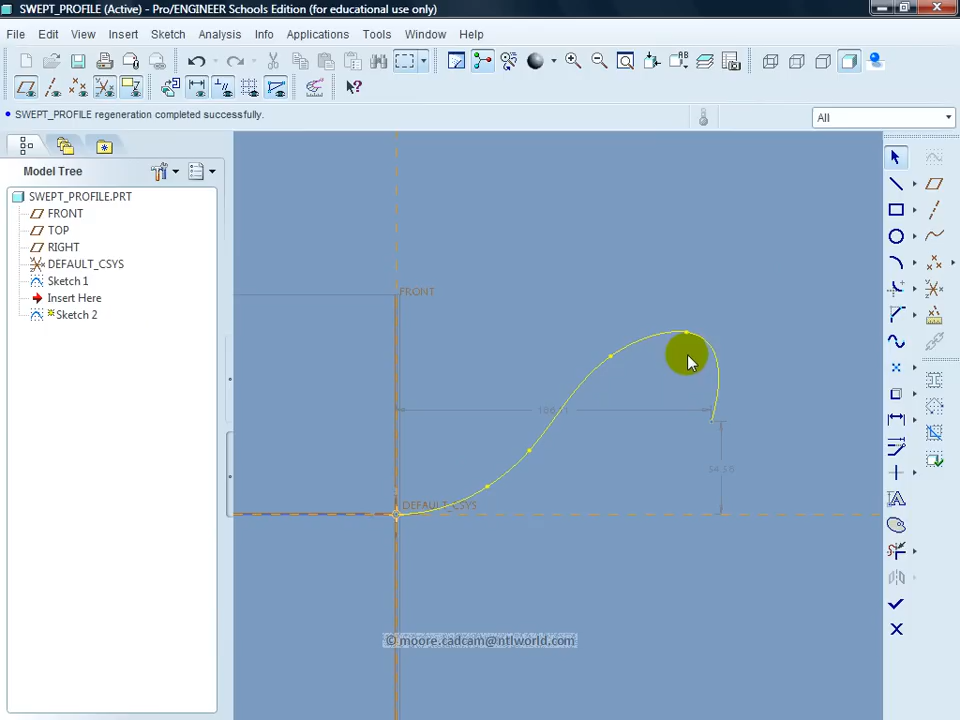 SWEPT_PROFILE (Active) - Pro/ENGINEER Schools Edition (for educational use only)
File Edit View Insert Sketch Analysis Info Applications Tools Window Help
SWEPT_PROFILE regeneration completed successfully.
All
Model Tree
SWEPT_PROFILE.PRT
FRONT
TOP
RIGHT
DEFAULT_CSYS
Sketch 1
Insert Here
Sketch 2
FRONT
DEFAULT_CSYS
© moore.cadcam@ntlworld.com